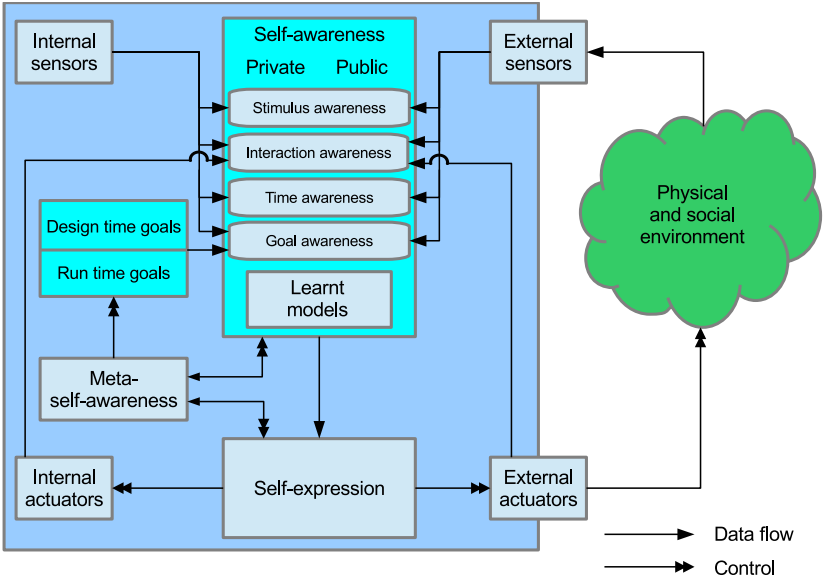 Internal
sensors
Self-awareness
Private Public
External
sensors
Stimulus awareness
Interaction awareness
Time awareness
Goal awareness
Physical
and social
environment
Design time goals
Run time goals
Learnt
models
Meta-
self-awareness
Internal
actuators
Self-expression
External
actuators
Data flow
Control